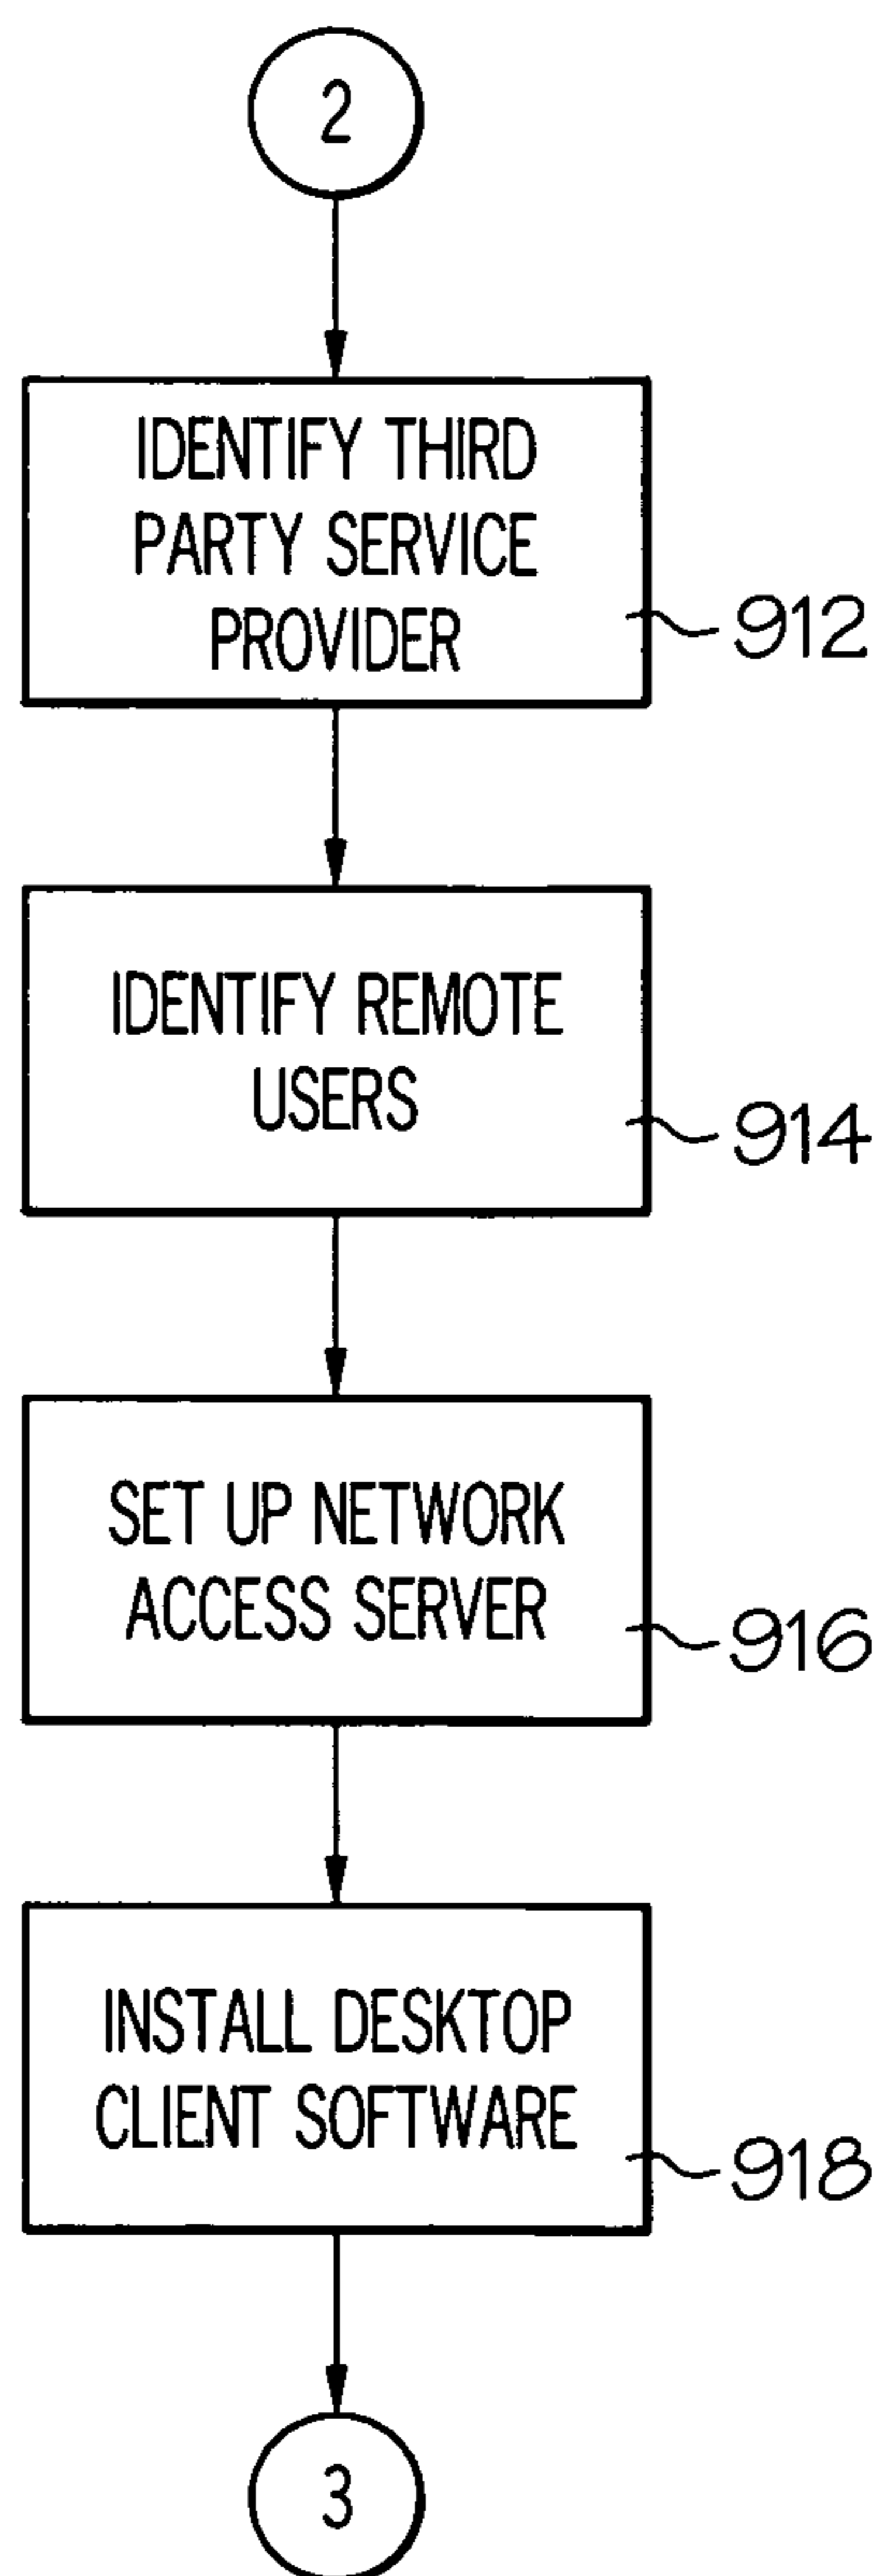 2
IDENTIFY THIRD
PARTY SERVICE
PROVIDER
912
IDENTIFY REMOTE
USERS
914
SET UP NETWORK
ACCESS SERVER
916
INSTALL DESKTOP
CLIENT SOFTWARE
918
3